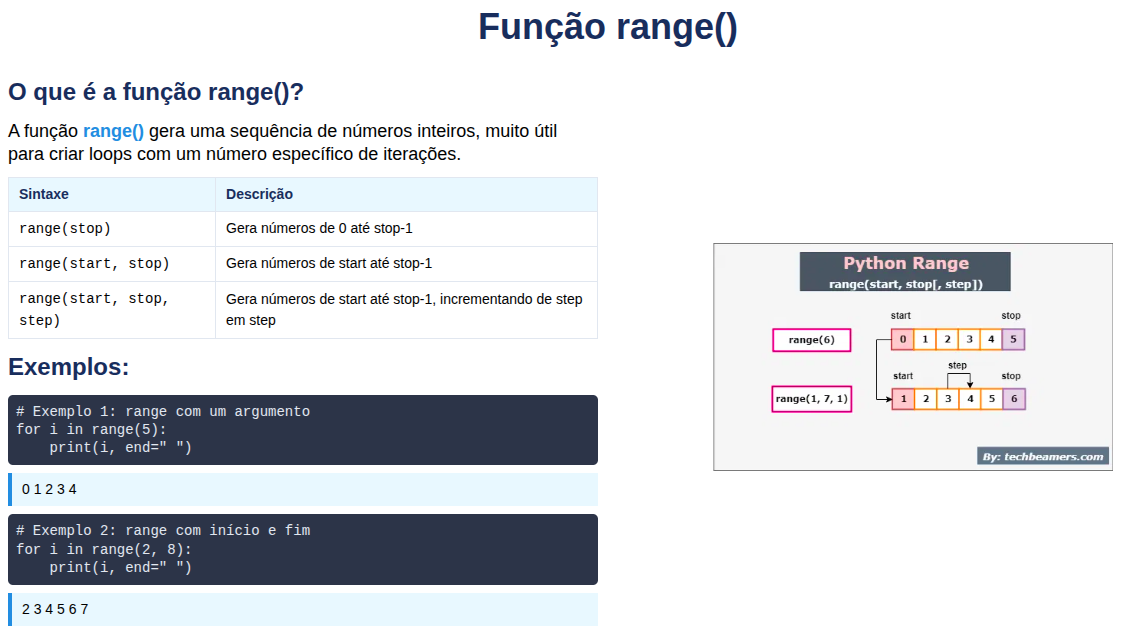 Função range()
O que é a função range()?
A função range() gera uma sequência de números inteiros, muito útil
para criar loops com um número específico de iterações.
Sintaxe Descrição
range(stop) Gera números de 0 até stop-1
range(start, stop) Gera números de start até stop-1
range(start, stop, step) Gera números de start até stop-1, incrementando de step em step
Exemplos:
# Exemplo 1: range com um argumento
for i in range(5):
    print(i, end=" ")
0 1 2 3 4
# Exemplo 2: range com início e fim
for i in range(2, 8):
    print(i, end=" ")
2 3 4 5 6 7
Python Range
range(start, stop[, step])
start stop
range(6) 0 1 2 3 4 5
step
start stop
range(1, 7, 1) 1 2 3 4 5 6
By: techbeamers.com